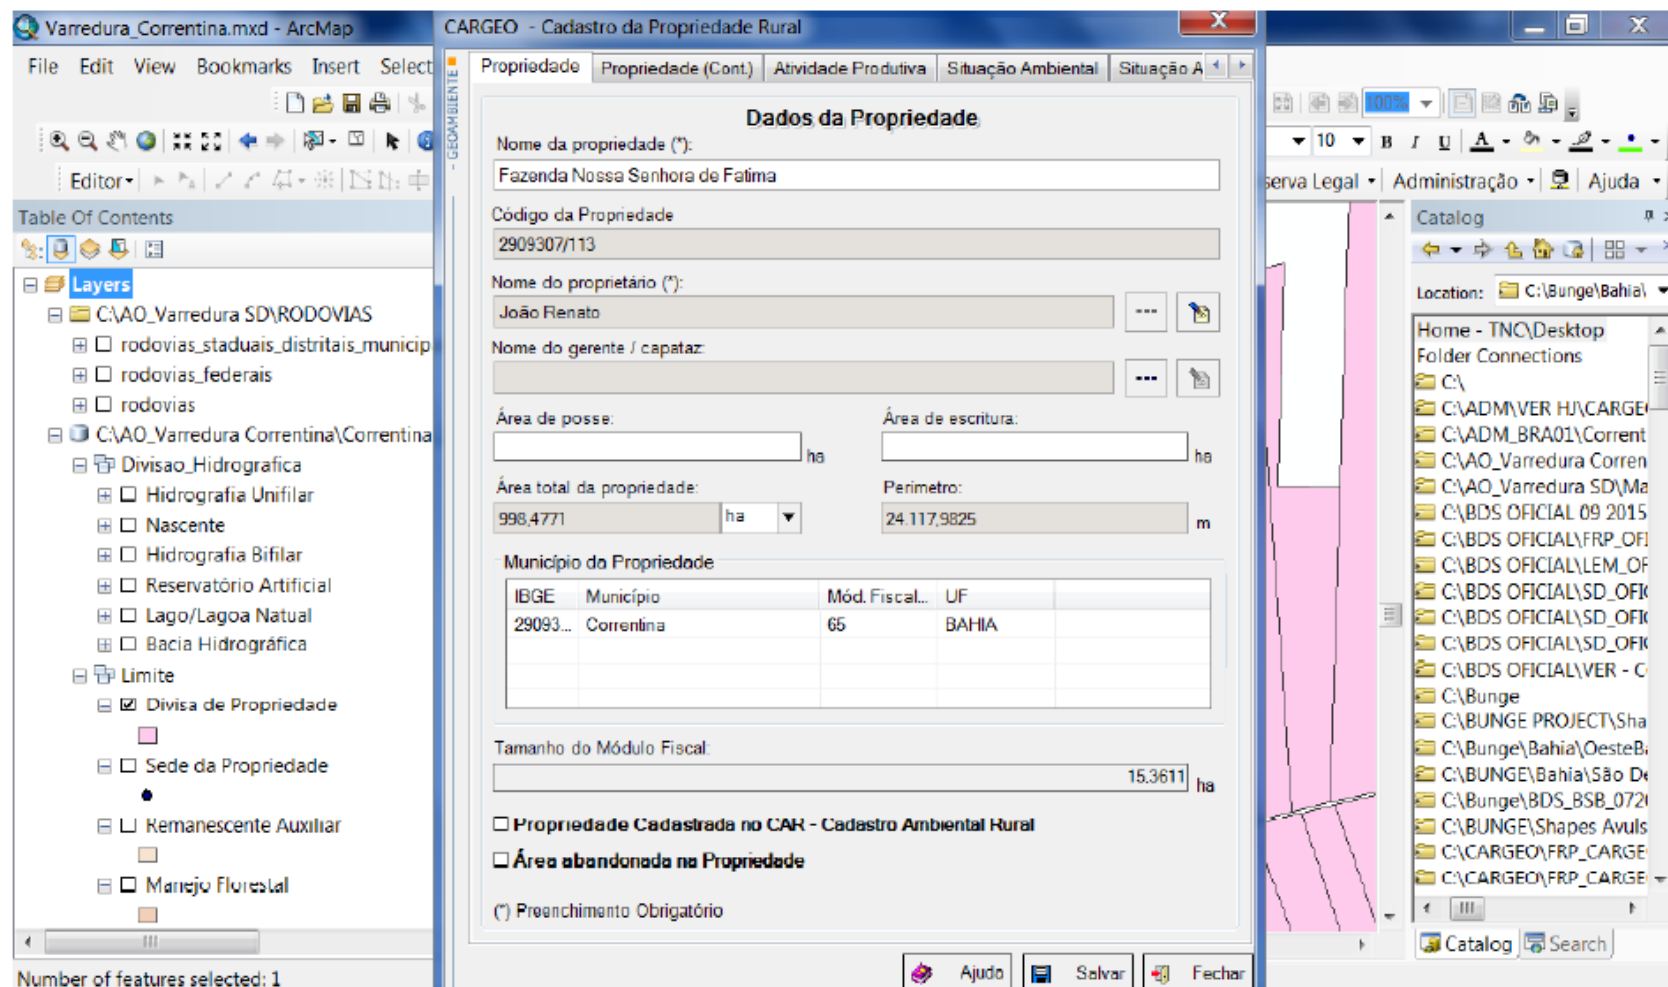 Varredura_Correntina.mxd - ArcMap
CARGEO - Cadastro da Propriedade Rural
File Edit View Bookmarks Insert Select
100%
10 B I U A
Editor
serva Legal Administração Ajuda
Table Of Contents
Layers
C:\AO_Varredura SD\RODOVIAS
rodovias_staduais_distritais_municip
rodovias_federais
rodovias
C:\AO_Varredura Correntina\Correntina
Divisao_Hidrografica
Hidrografia Unifilar
Nascente
Hidrografia Bifilar
Reservatório Artificial
Lago/Lagoa Natual
Bacia Hidrográfica
Limite
Divisa de Propriedade
Sede da Propriedade
Remanescente Auxiliar
Manejo Florestal
Number of features selected: 1
- GEOAMBIENTE -
Propriedade Propriedade (Cont.) Atividade Produtiva Situação Ambiental Situação A
Dados da Propriedade
Nome da propriedade (*):
Fazenda Nossa Senhora de Fatima
Código da Propriedade
2909307/113
Nome do proprietário (*):
João Renato
Nome do gerente / capataz:
Área de posse:
ha
Área de escritura:
ha
Área total da propriedade:
998,4771 ha
Perímetro:
24.117,9825 m
Município da Propriedade
IBGE Município Mód. Fiscal... UF
29093... Correntina 65 BAHIA
Tamanho do Módulo Fiscal:
15,3611 ha
Propriedade Cadastrada no CAR - Cadastro Ambiental Rural
Área abandonada na Propriedade
(*) Preenchimento Obrigatório
Ajuda Salvar Fechar
Catalog
Location: C:\Bunge\Bahia\
Home - TNC\Desktop
Folder Connections
C:\
C:\ADM\VER HJ\CARGE
C:\ADM_BRA01\Corrent
C:\AO_Varredura Corren
C:\AO_Varredura SD\Ma
C:\BDS OFICIAL 09 2015
C:\BDS OFICIAL\FRP_OFI
C:\BDS OFICIAL\LEM_OF
C:\BDS OFICIAL\SD_OFI
C:\BDS OFICIAL\SD_OFI
C:\BDS OFICIAL\SD_OFI
C:\BDS OFICIAL\VER - C
C:\Bunge
C:\BUNGE PROJECT\Sha
C:\Bunge\Bahia\OesteBa
C:\BUNGE\Bahia\São De
C:\Bunge\BDS_BSB_072
C:\BUNGE\Shapes Avuls
C:\CARGEO\FRP_CARGE
C:\CARGEO\FRP_CARGE
Catalog Search